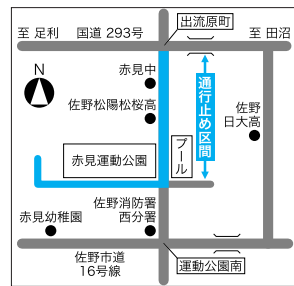 出流原町
至 足利
国道 293号
至 田沼
N
赤見中
佐野松陽松桜高
通行止め区間
佐野
日大高
プール
赤見運動公園
佐野消防署
西分署
赤見幼稚園
佐野市道
16号線
運動公園南